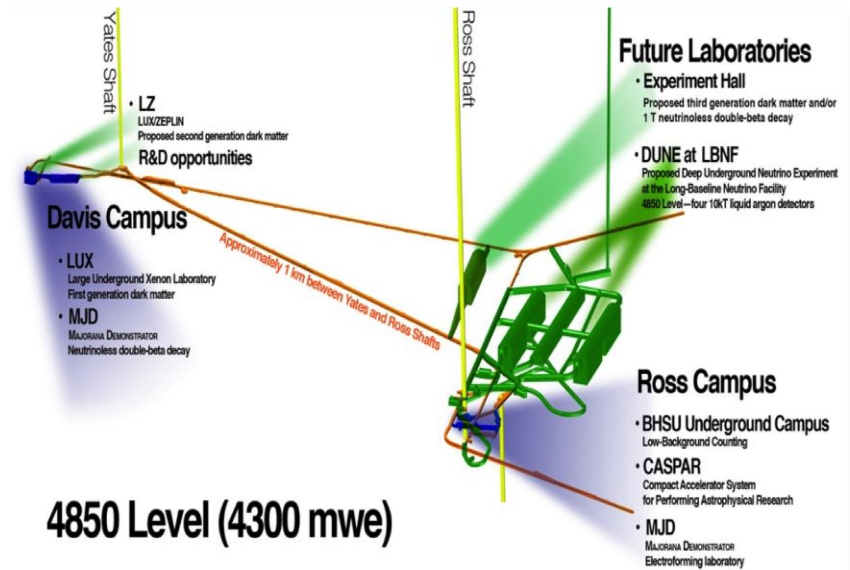 Yates Shaft
Ross Shaft
Future Laboratories
• Experiment Hall
Proposed third generation dark matter and/or
1 T neutrinoless double-beta decay
• DUNE at LBNF
Proposed Deep Underground Neutrino Experiment
at the Long-Baseline Neutrino Facility
4850 Level—four 10kT liquid argon detectors
• LZ
LUX/ZEPLIN
Proposed second generation dark matter
R&D opportunities
Davis Campus
• LUX
Large Underground Xenon Laboratory
First generation dark matter
• MJD
MAJORANA DEMONSTRATOR
Neutrinoless double-beta decay
Approximately 1 km between Yates and Ross Shafts
Ross Campus
• BHSU Underground Campus
Low-Background Counting
• CASPAR
Compact Accelerator System
for Performing Astrophysical Research
• MJD
MAJORANA DEMONSTRATOR
Electroforming laboratory
4850 Level (4300 mwe)